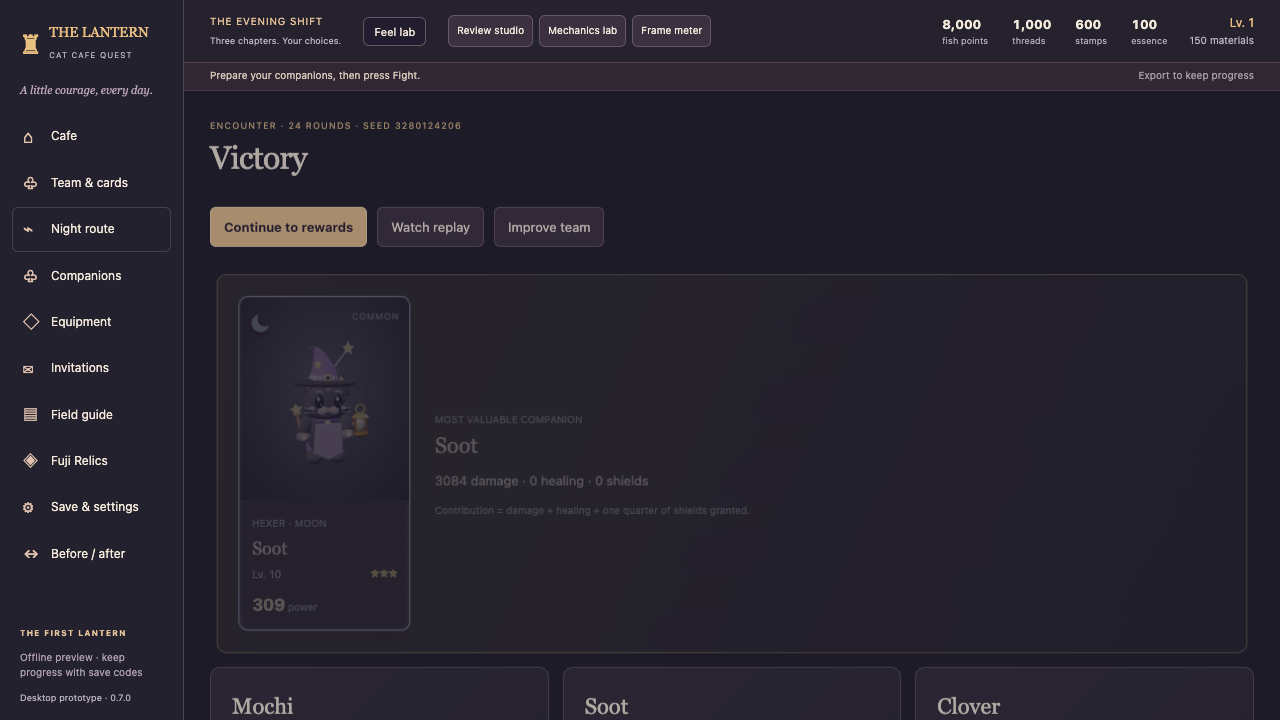 THE LANTERN
CAT CAFE QUEST
A little courage, every day.
Cafe
Team & cards
Night route
Companions
Equipment
Invitations
Field guide
Fuji Relics
Save & settings
Before / after
THE FIRST LANTERN
Offline preview · keep
progress with save codes
Desktop prototype · 0.7.0
THE EVENING SHIFT
Three chapters. Your choices.
Feel lab
Review studio
Mechanics lab
Frame meter
8,000
fish points
1,000
threads
600
stamps
100
essence
Lv. 1
150 materials
Prepare your companions, then press Fight.
Export to keep progress
ENCOUNTER · 24 ROUNDS · SEED 3280124206
Victory
Continue to rewards
Watch replay
Improve team
COMMON
HEXER · MOON
Soot
Lv. 10
309 power
MOST VALUABLE COMPANION
Soot
3084 damage · 0 healing · 0 shields
Contribution = damage + healing + one quarter of shields granted.
Mochi
Soot
Clover